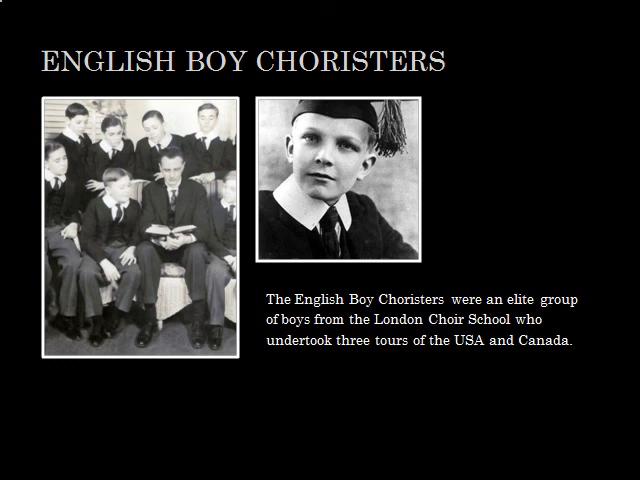 ENGLISH BOY CHORISTERS
The English Boy Choristers were an elite group
of boys from the London Choir School who
undertook three tours of the USA and Canada.